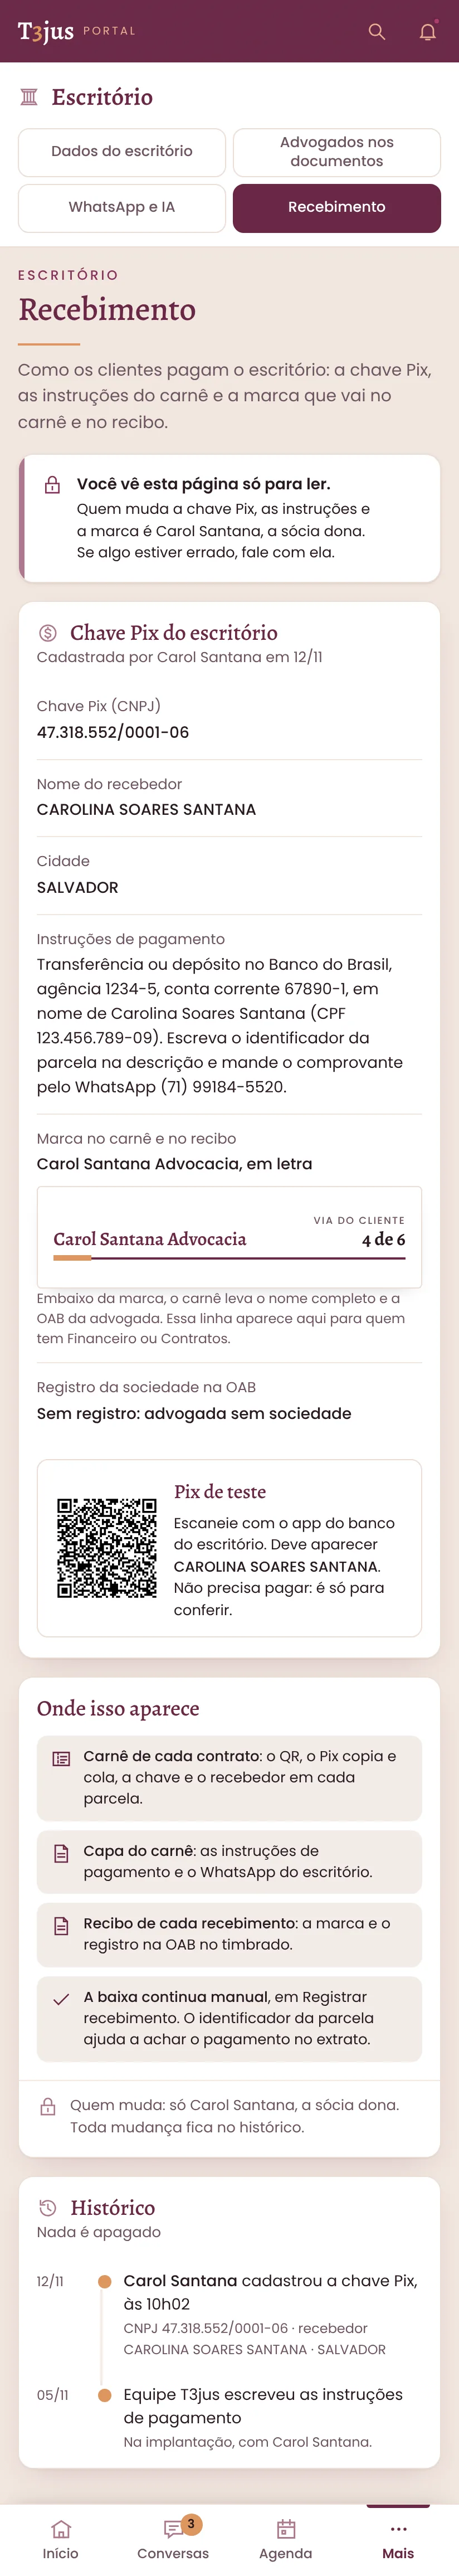 T3jus PORTAL
Escritório
Dados do escritório
Advogados nos
documentos
WhatsApp e IA
Recebimento
ESCRITÓRIO
Recebimento
Como os clientes pagam o escritório: a chave Pix,
as instruções do carnê e a marca que vai no
carnê e no recibo.
Você vê esta página só para ler.
Quem muda a chave Pix, as instruções e
a marca é Carol Santana, a sócia dona.
Se algo estiver errado, fale com ela.
Chave Pix do escritório
Cadastrada por Carol Santana em 12/11
Chave Pix (CNPJ)
47.318.552/0001-06
Nome do recebedor
CAROLINA SOARES SANTANA
Cidade
SALVADOR
Instruções de pagamento
Transferência ou depósito no Banco do Brasil,
agência 1234-5, conta corrente 67890-1, em
nome de Carolina Soares Santana (CPF
123.456.789-09). Escreva o identificador da
parcela na descrição e mande o comprovante
pelo WhatsApp (71) 99184-5520.
Marca no carnê e no recibo
Carol Santana Advocacia, em letra
VIA DO CLIENTE
Carol Santana Advocacia
4 de 6
Embaixo da marca, o carnê leva o nome completo e a
OAB da advogada. Essa linha aparece aqui para quem
tem Financeiro ou Contratos.
Registro da sociedade na OAB
Sem registro: advogada sem sociedade
Pix de teste
Escaneie com o app do banco
do escritório. Deve aparecer
CAROLINA SOARES SANTANA.
Não precisa pagar: é só para
conferir.
Onde isso aparece
Carnê de cada contrato: o QR, o Pix copia e
cola, a chave e o recebedor em cada
parcela.
Capa do carnê: as instruções de
pagamento e o WhatsApp do escritório.
Recibo de cada recebimento: a marca e o
registro na OAB no timbrado.
A baixa continua manual, em Registrar
recebimento. O identificador da parcela
ajuda a achar o pagamento no extrato.
Quem muda: só Carol Santana, a sócia dona.
Toda mudança fica no histórico.
Histórico
Nada é apagado
12/11
Carol Santana cadastrou a chave Pix,
às 10h02
CNPJ 47.318.552/0001-06 · recebedor
CAROLINA SOARES SANTANA · SALVADOR
05/11
Equipe T3jus escreveu as instruções
de pagamento
Na implantação, com Carol Santana.
3
Início
Conversas
Agenda
Mais